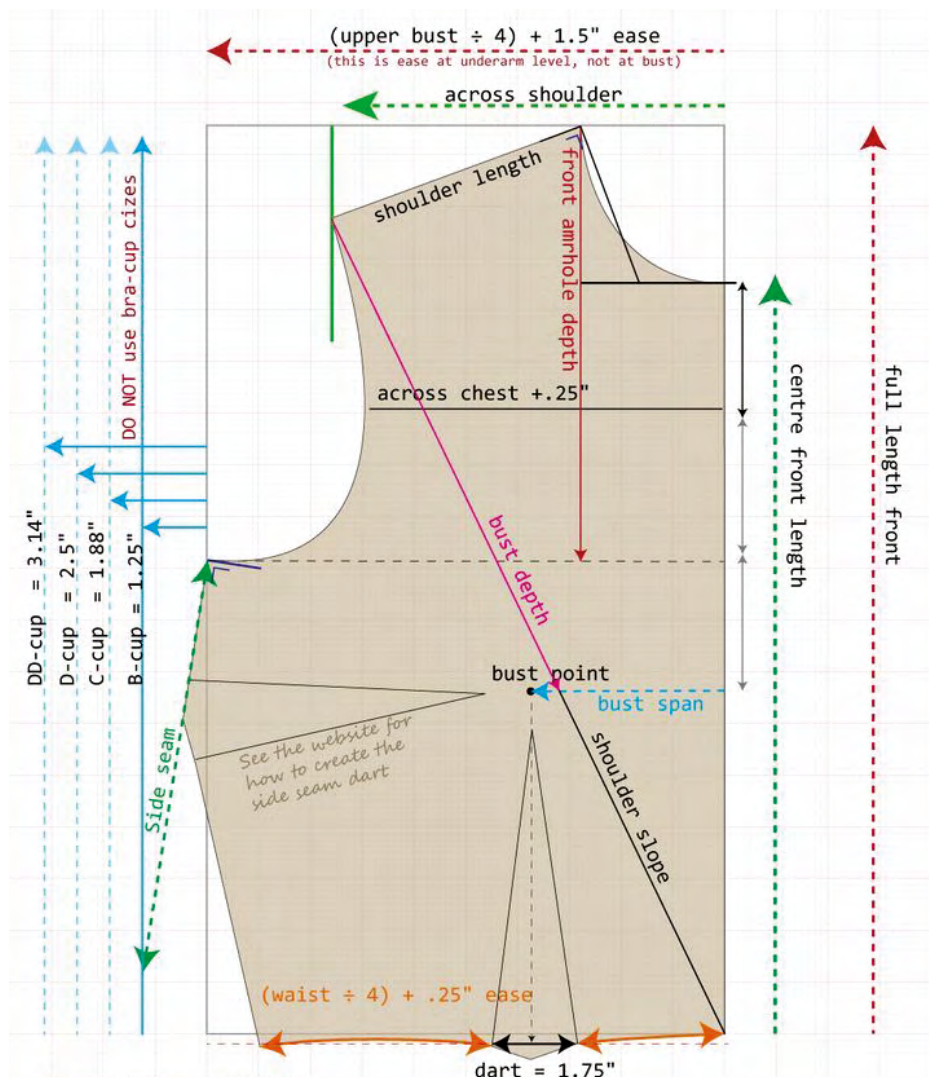 (upper bust ÷ 4) + 1.5" ease
(this is ease at underarm level, not at bust)
across shoulder
shoulder length
front amrhole depth
DO NOT use bra-cup cizes
across chest +.25"
centre front length
full length front
DD-cup = 3.14"
D-cup = 2.5"
C-cup = 1.88"
B-cup = 1.25"
bust depth
bust point
bust span
See the website for
how to create the
side seam dart
Side seam
shoulder slope
(waist ÷ 4) + .25" ease
dart = 1.75"